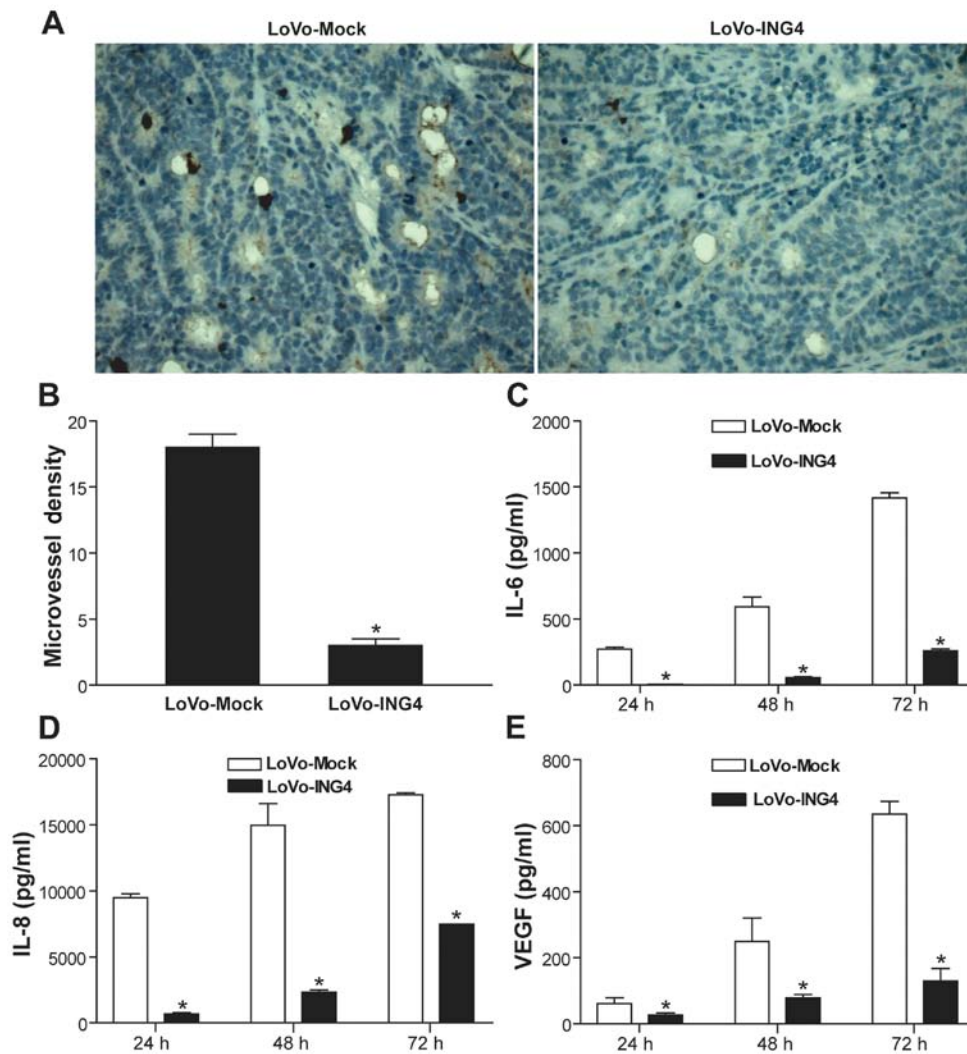 A
LoVo-Mock LoVo-ING4
B
Microvessel density
20
15
10
5
0
LoVo-Mock LoVo-ING4
*
C
IL-6 (pg/ml)
2000
1500
1000
500
0
LoVo-Mock
LoVo-ING4
* * *
24 h 48 h 72 h
D
IL-8 (pg/ml)
20000
15000
10000
5000
0
LoVo-Mock
LoVo-ING4
* * *
24 h 48 h 72 h
E
VEGF (pg/ml)
800
600
400
200
0
LoVo-Mock
LoVo-ING4
* * *
24 h 48 h 72 h